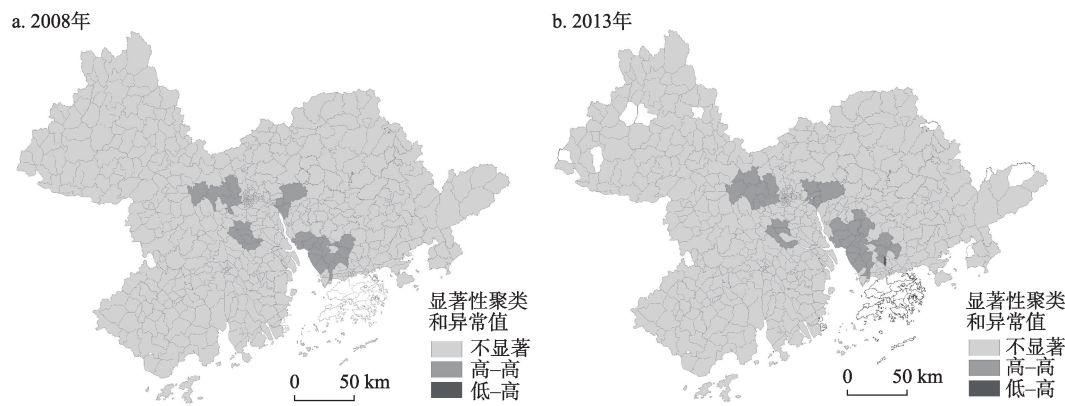 a. 2008年
显著性聚类
和异常值
不显著
高–高
低–高
0 50 km
b. 2013年
显著性聚类
和异常值
不显著
高–高
低–高
0 50 km